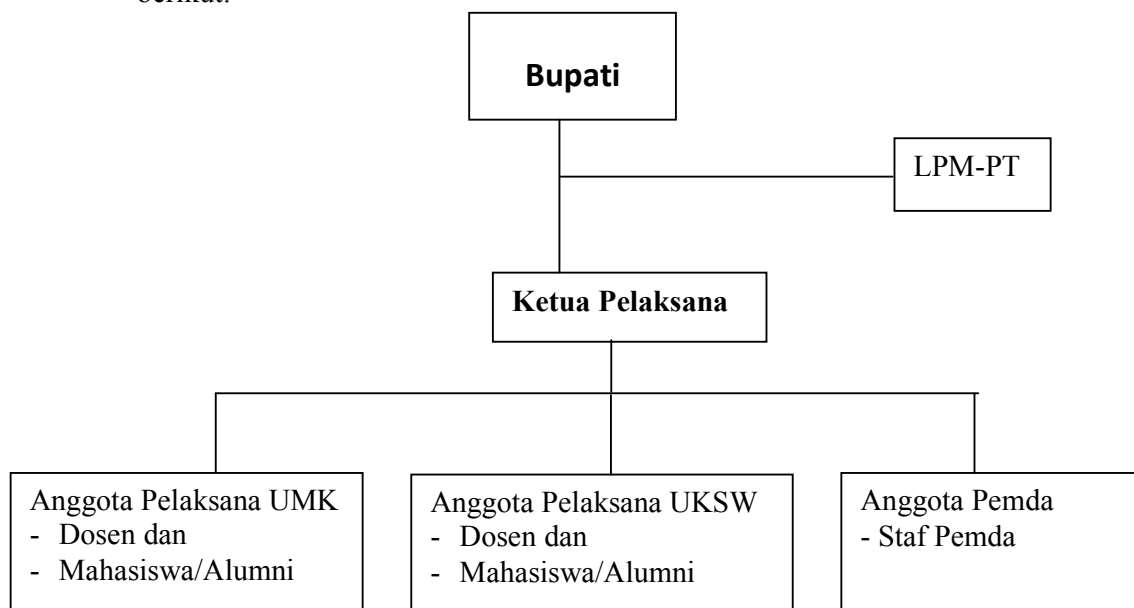 berikut.
Bupati
LPM-PT
Ketua Pelaksana
Anggota Pelaksana UMK
- Dosen dan
- Mahasiswa/Alumni
Anggota Pelaksana UKSW
- Dosen dan
- Mahasiswa/Alumni
Anggota Pemda
- Staf Pemda